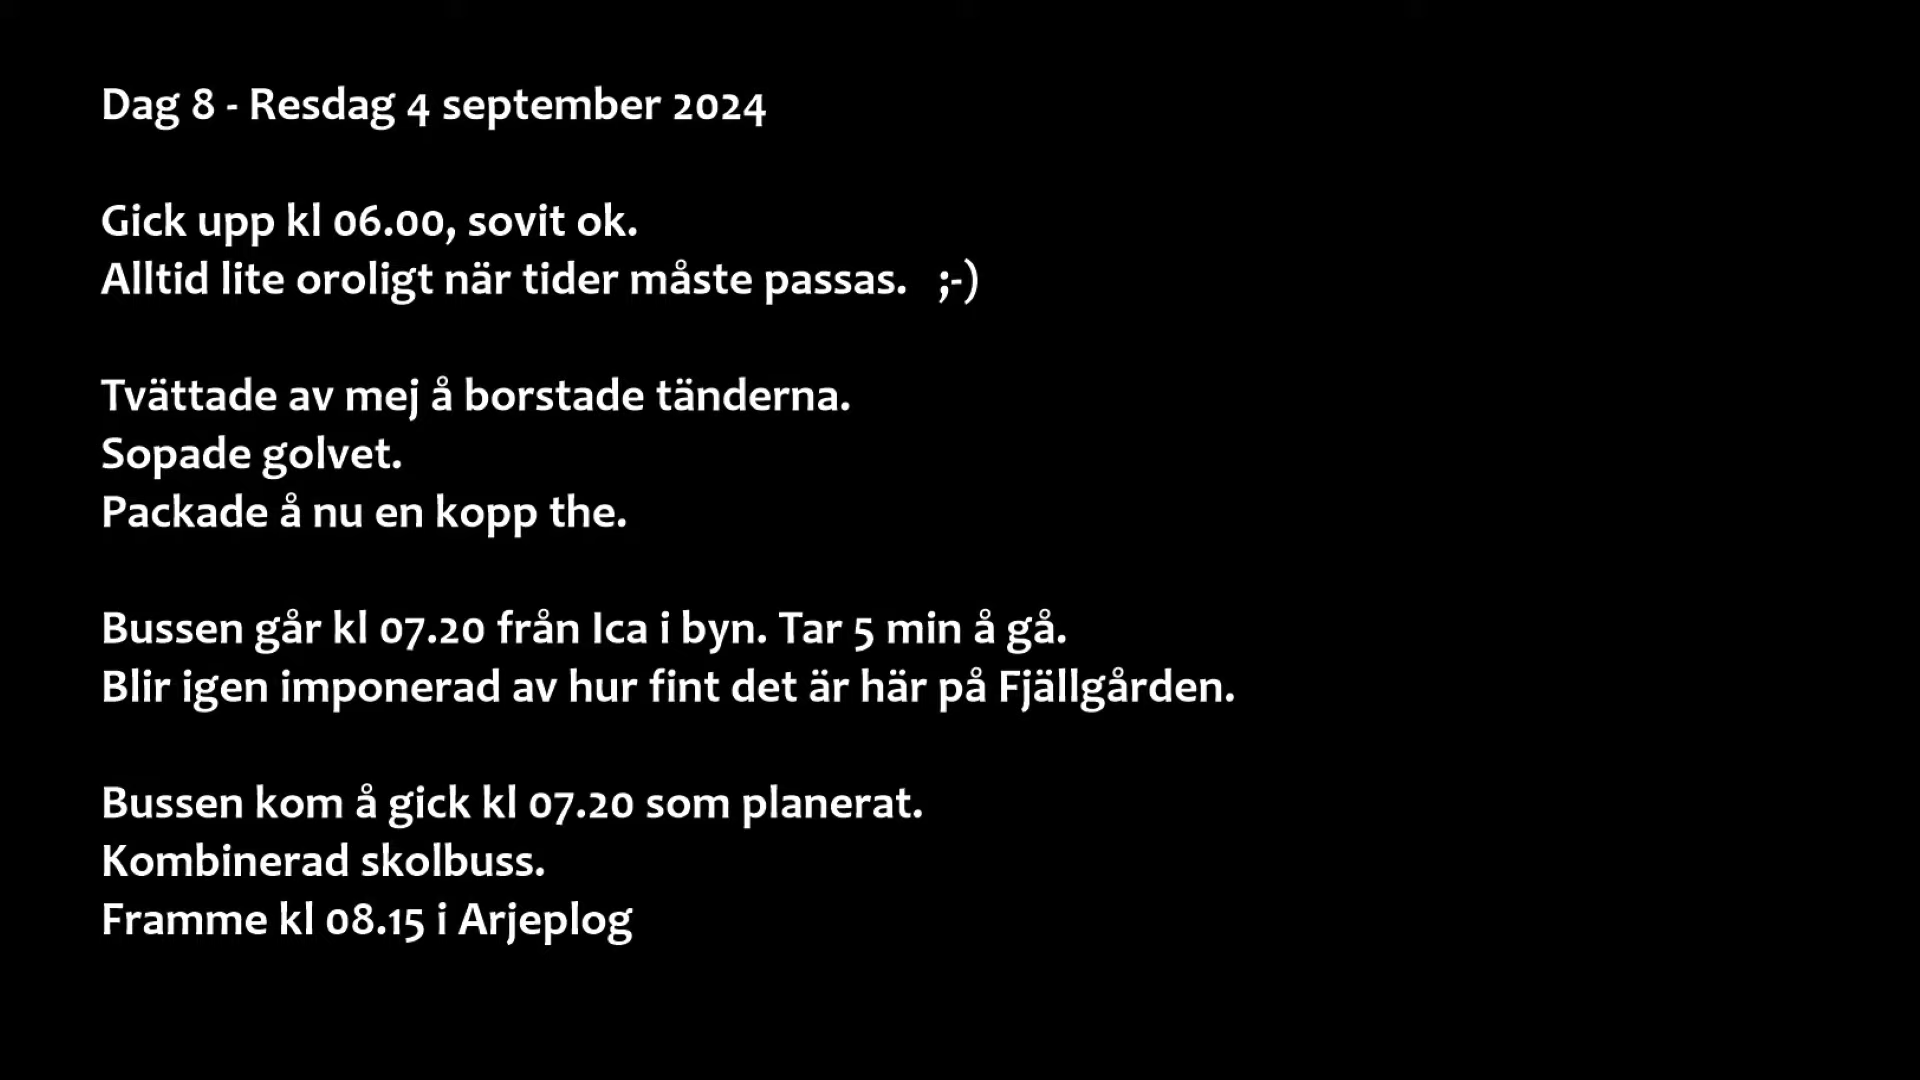 Dag 8 - Resdag 4 september 2024
Gick upp kl 06.00, sovit ok.
Alltid lite oroligt när tider måste passas.   ;-)
Tvättade av mej å borstade tänderna.
Sopade golvet.
Packade å nu en kopp the.
Bussen går kl 07.20 från Ica i byn. Tar 5 min å gå.
Blir igen imponerad av hur fint det är här på Fjällgården.
Bussen kom å gick kl 07.20 som planerat.
Kombinerad skolbuss.
Framme kl 08.15 i Arjeplog